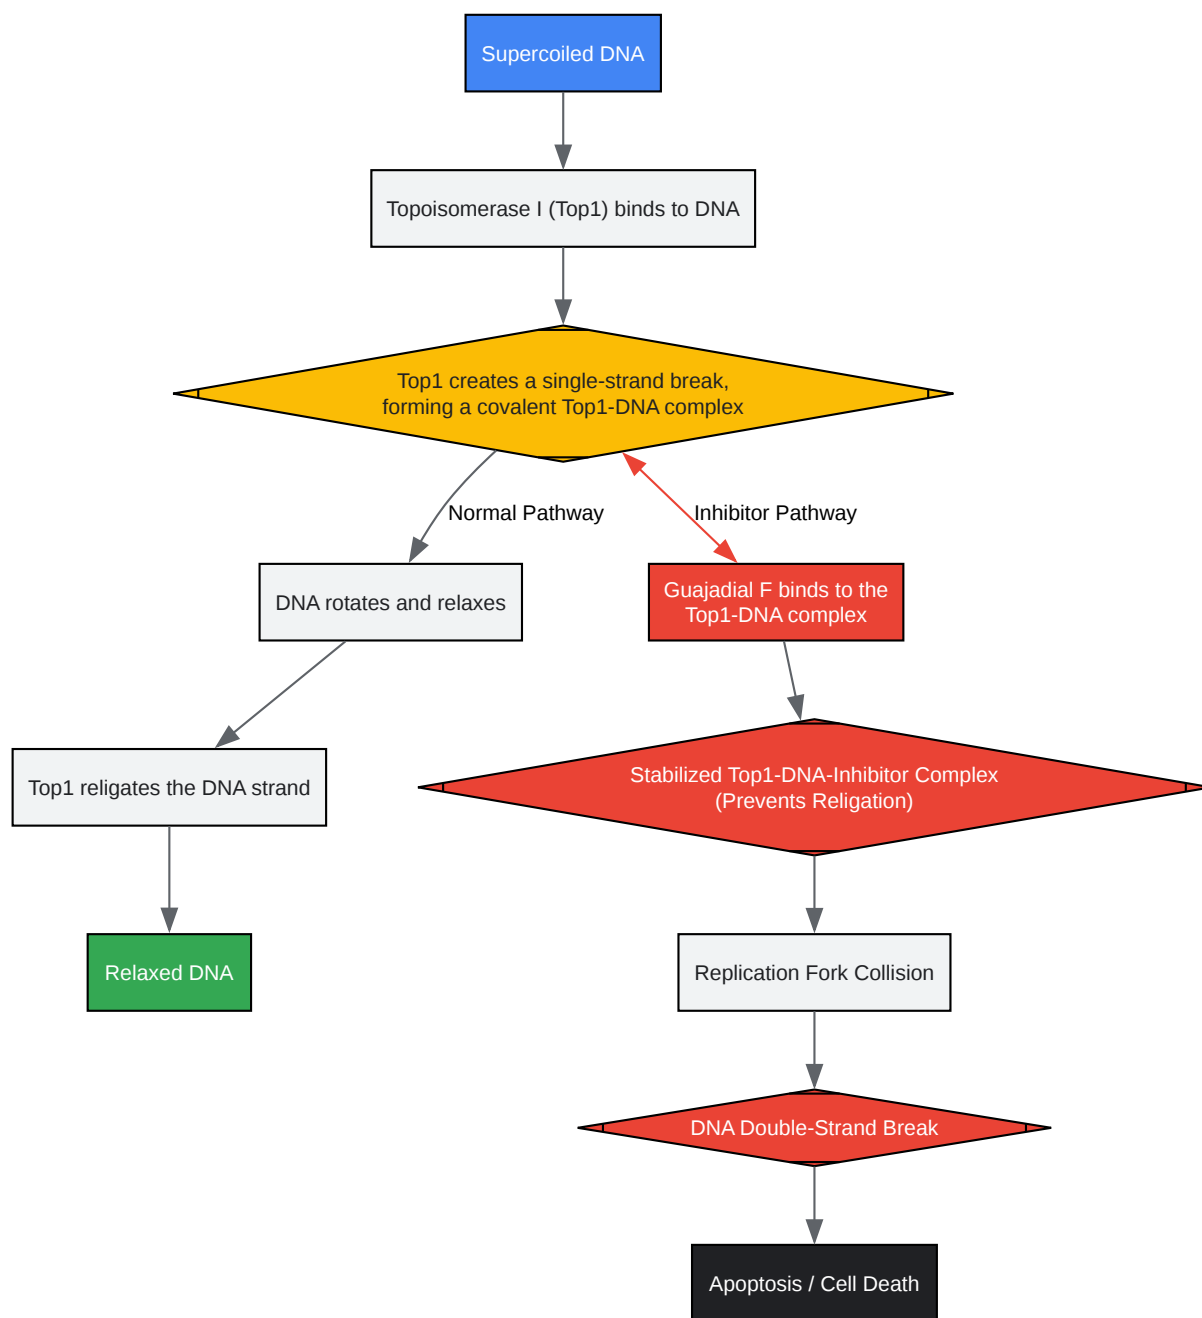 Supercoiled DNA
Topoisomerase I (Top1) binds to DNA
Top1 creates a single-strand break,
forming a covalent Top1-DNA complex
Normal Pathway
Inhibitor Pathway
DNA rotates and relaxes
Guajadial F binds to the
Top1-DNA complex
Top1 religates the DNA strand
Stabilized Top1-DNA-Inhibitor Complex
(Prevents Religation)
Relaxed DNA
Replication Fork Collision
DNA Double-Strand Break
Apoptosis / Cell Death